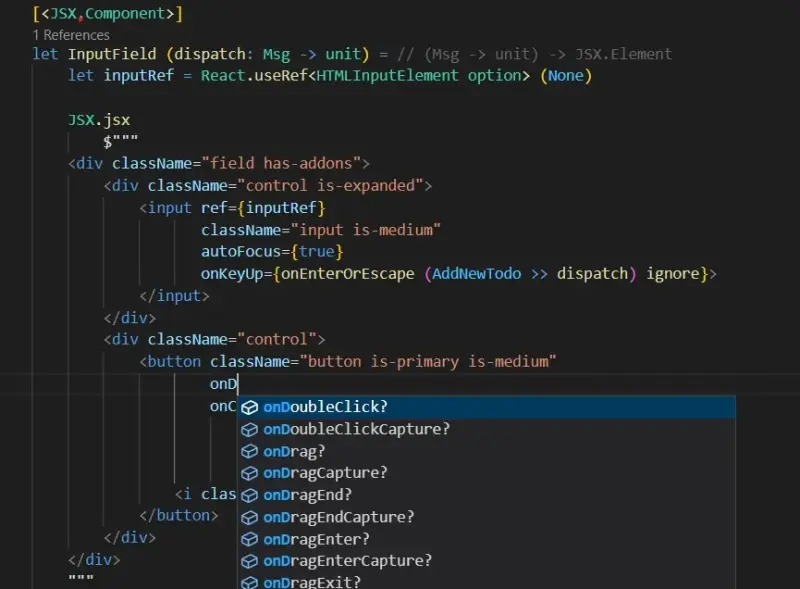 [<JSX.Component>]
1 References
let InputField (dispatch: Msg -> unit) = // (Msg -> unit) -> JSX.Element
let inputRef = React.useRef<HTMLInputElement option> (None)
JSX.jsx
$"""
<div className="field has-addons">
<div className="control is-expanded">
<input ref={inputRef}
className="input is-medium"
autoFocus={true}
onKeyUp={onEnterOrEscape (AddNewTodo >> dispatch) ignore}>
</input>
</div>
<div className="control">
<button className="button is-primary is-medium"
onD
onC
onDoubleClick?
onDoubleClickCapture?
onDrag?
onDragCapture?
onDragEnd?
<i clas
onDragEndCapture?
</button>
onDragEnter?
</div>
onDragEnterCapture?
</div>
onDragExit?
"""